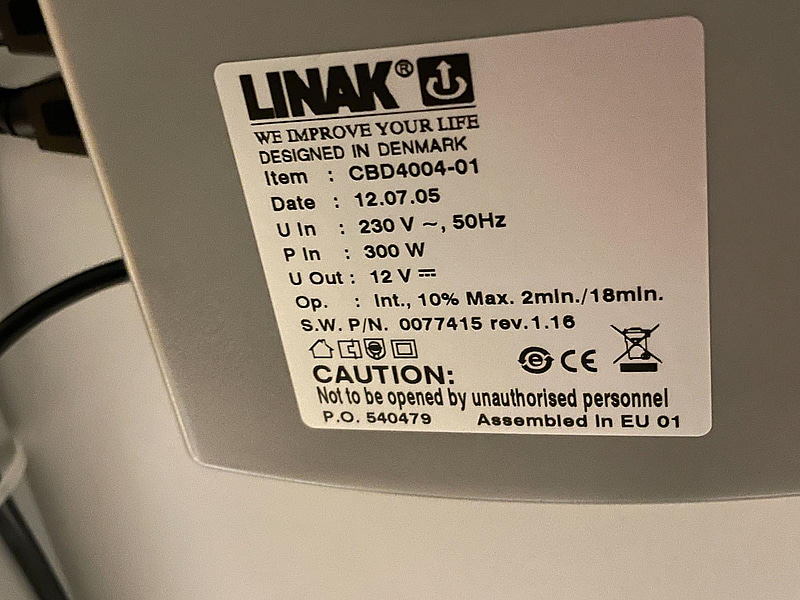 LINAK®
WE IMPROVE YOUR LIFE
DESIGNED IN DENMARK
Item : CBD4004-01
Date : 12.07.05
U In : 230 V ~, 50Hz
P In : 300 W
U Out : 12 V ⎓
Op. : Int., 10% Max. 2min./18min.
S.W. P/N. 0077415 rev.1.16
CE
CAUTION:
Not to be opened by unauthorised personnel
P.O. 540479 Assembled in EU 01